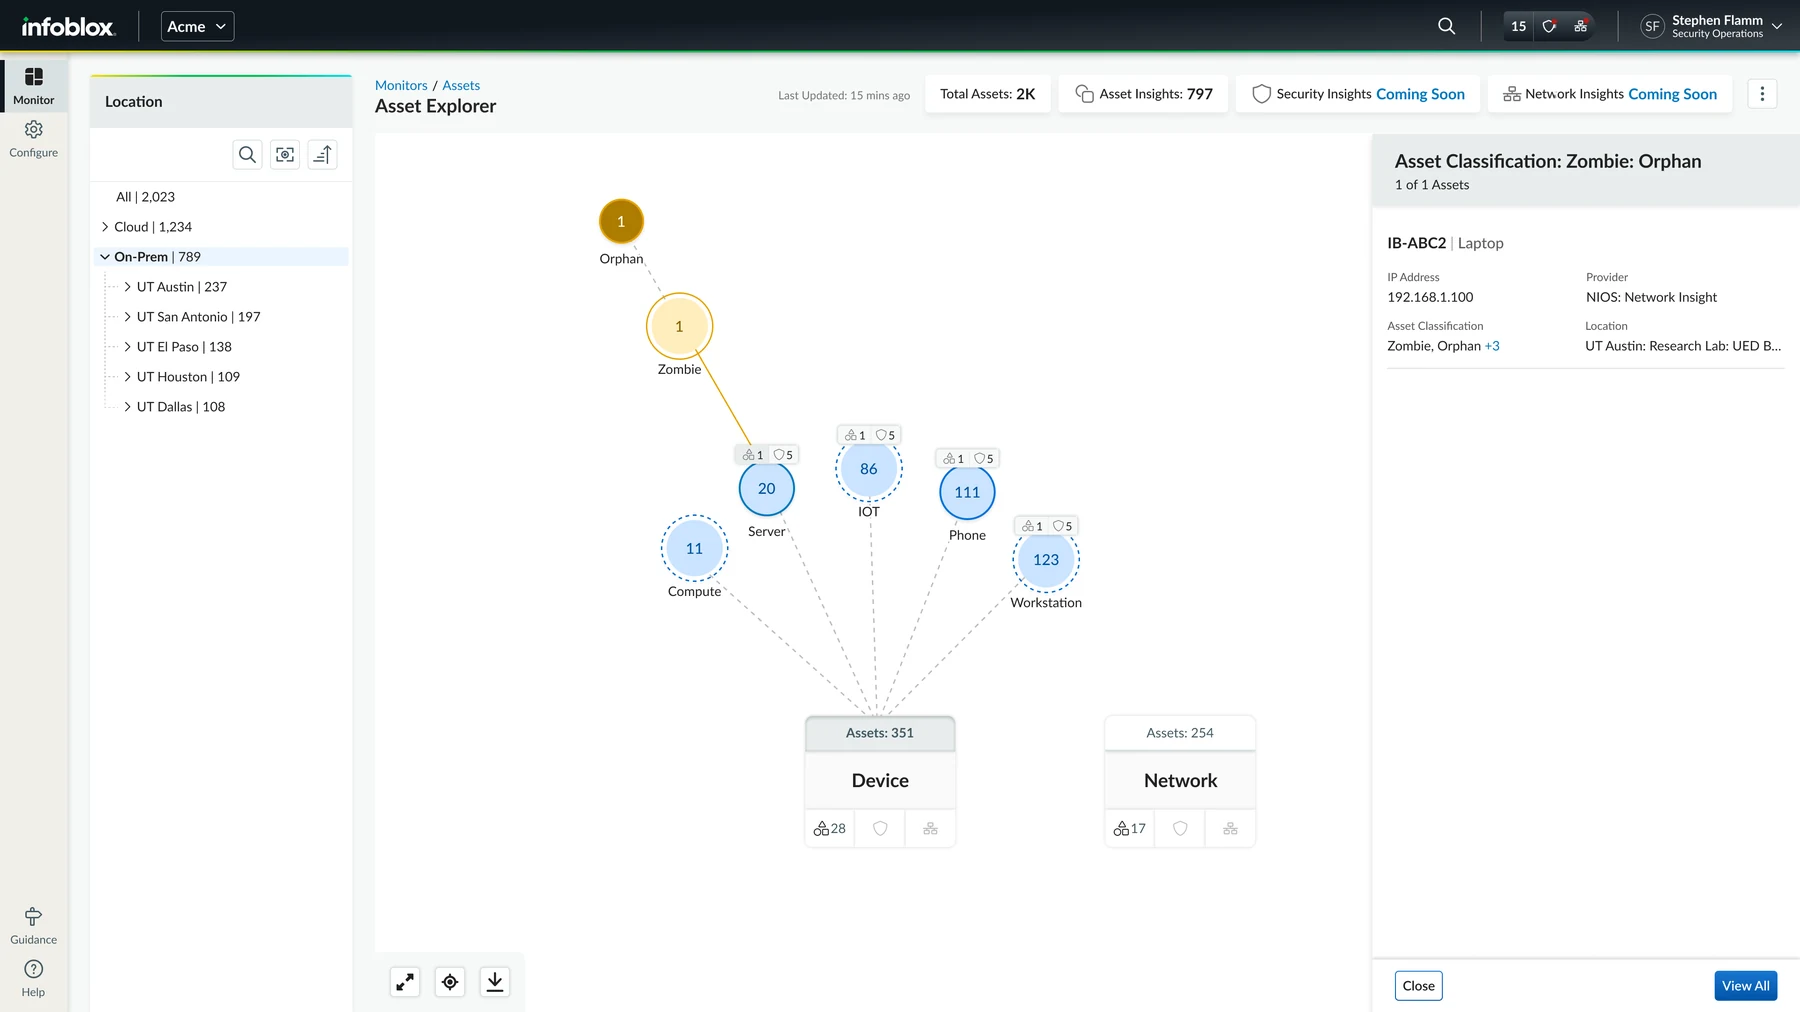 infoblox
Acme
15
SF
Stephen Flamm
Security Operations
Monitor
Configure
Guidance
Help
Location
All | 2,023
Cloud | 1,234
On-Prem | 789
UT Austin | 237
UT San Antonio | 197
UT El Paso | 138
UT Houston | 109
UT Dallas | 108
Monitors / Assets
Asset Explorer
Last Updated: 15 mins ago
Total Assets: 2K
Asset Insights: 797
Security Insights Coming Soon
Network Insights Coming Soon
1
Orphan
1
Zombie
1 5
20
Server
1 5
86
IOT
1 5
111
Phone
1 5
123
Workstation
11
Compute
Assets: 351
Device
28
Assets: 254
Network
17
Asset Classification: Zombie: Orphan
1 of 1 Assets
IB-ABC2 | Laptop
IP Address
192.168.1.100
Provider
NIOS: Network Insight
Asset Classification
Zombie, Orphan +3
Location
UT Austin: Research Lab: UED B...
Close
View All